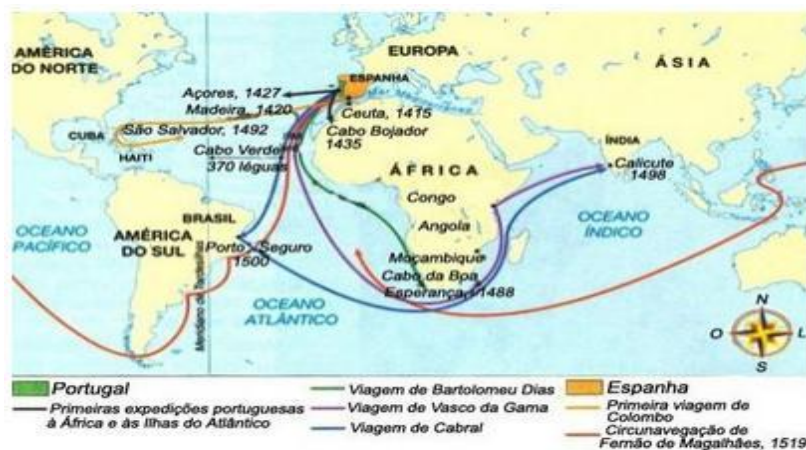 AMÉRICA
DO NORTE
EUROPA
ÁSIA
ESPANHA
Açores, 1427
Madeira, 1420
Ceuta, 1415
São Salvador, 1492
Cabo Bojador
1435
CUBA
HAITI
Cabo Verde
370 léguas
ÍNDIA
Calicute
1498
ÁFRICA
Congo
Angola
OCEANO
PACÍFICO
BRASIL
AMÉRICA
DO SUL
Porto Seguro
1500
Moçambique
Cabo da Boa
Esperança, 1488
OCEANO
ÍNDICO
OCEANO
ATLÂNTICO
Meridiano de Tordesilhas
N
O
L
S
Portugal
Primeiras expedições portuguesas
à África e às Ilhas do Atlântico
Viagem de Bartolomeu Dias
Viagem de Vasco da Gama
Viagem de Cabral
Espanha
Primeira viagem de
Colombo
Circunavegação de
Fernão de Magalhães, 1519